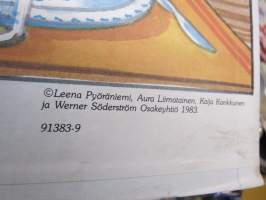 ©Leena Pyöräniemi, Aura Liimatainen, Kaija Konkkunen
ja Werner Söderström Osakeyhtiö 1983.
91383-9